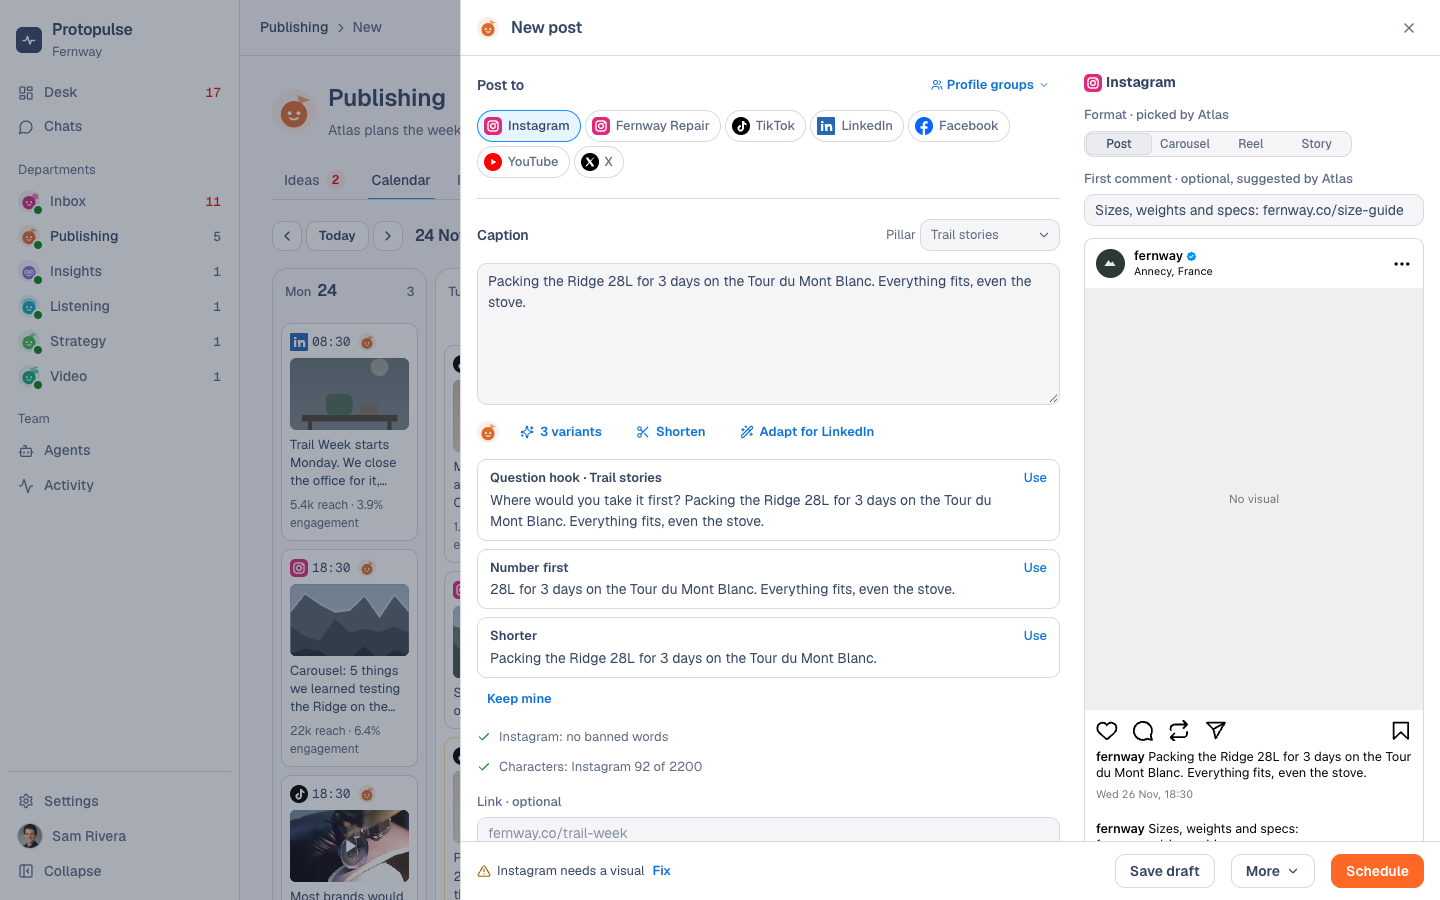 Protopulse
Fernway
Desk 17
Chats
Departments
Inbox 11
Publishing 5
Insights 1
Listening 1
Strategy 1
Video 1
Team
Agents
Activity
Settings
Sam Rivera
Collapse
Publishing > New
Publishing
Atlas plans the week
Ideas 2 Calendar
Today 24 No
Mon 24 3
08:30
Trail Week starts
Monday. We close
the office for it,...
5.4k reach · 3.9%
engagement
18:30
Carousel: 5 things
we learned testing
the Ridge on the...
22k reach · 6.4%
engagement
13:30
Most brands would
New post
Post to
Profile groups
Instagram
Fernway Repair
TikTok
LinkedIn
Facebook
YouTube
X
Caption
Pillar Trail stories
Packing the Ridge 28L for 3 days on the Tour du Mont Blanc. Everything fits, even the
stove.
3 variants
Shorten
Adapt for LinkedIn
Question hook · Trail stories Use
Where would you take it first? Packing the Ridge 28L for 3 days on the Tour du
Mont Blanc. Everything fits, even the stove.
Number first Use
28L for 3 days on the Tour du Mont Blanc. Everything fits, even the stove.
Shorter Use
Packing the Ridge 28L for 3 days on the Tour du Mont Blanc.
Keep mine
Instagram: no banned words
Characters: Instagram 92 of 2200
Link · optional
fernway.co/trail-week
Instagram
Format · picked by Atlas
Post Carousel Reel Story
First comment · optional, suggested by Atlas
Sizes, weights and specs: fernway.co/size-guide
fernway
Annecy, France
No visual
fernway Packing the Ridge 28L for 3 days on the Tour
du Mont Blanc. Everything fits, even the stove.
Wed 26 Nov, 18:30
fernway Sizes, weights and specs:
Instagram needs a visual Fix
Save draft
More
Schedule